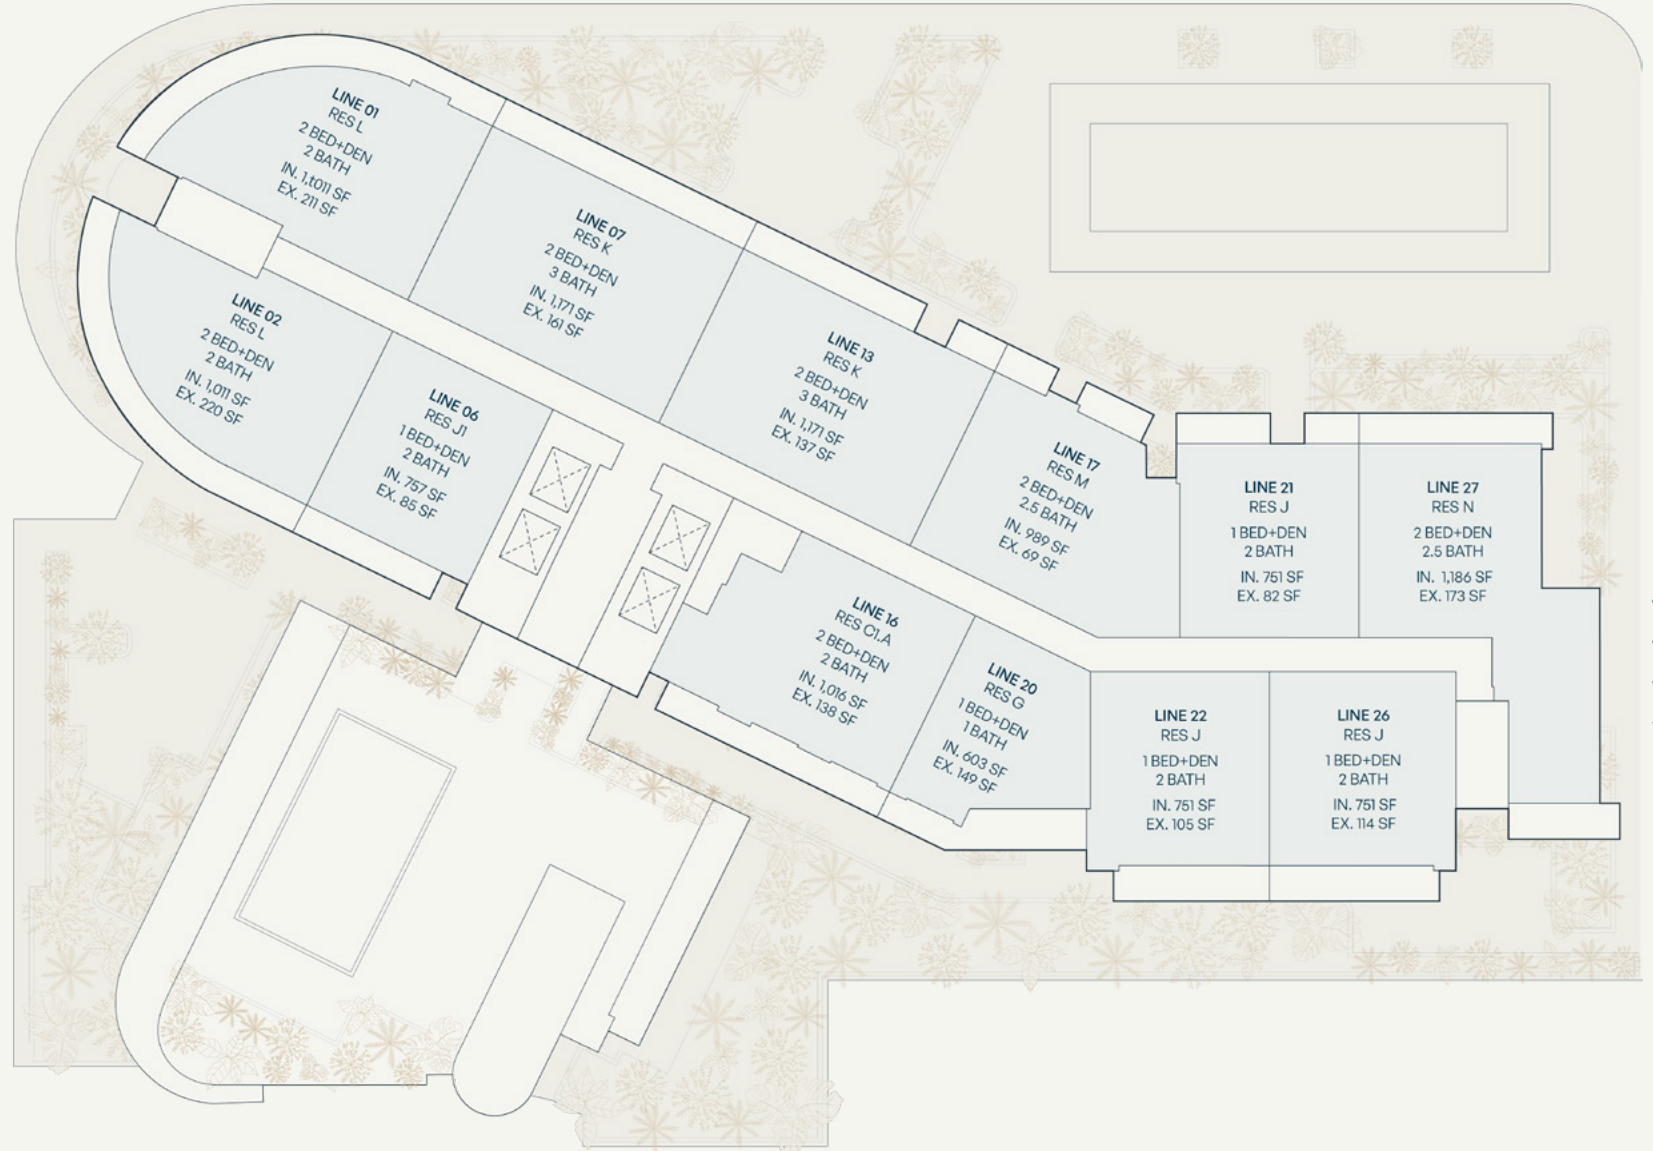 LINE 01
RES L
2 BED+DEN
2 BATH
IN. 1,1011 SF
EX. 211 SF
LINE 07
RES K
2 BED+DEN
3 BATH
IN. 1,171 SF
EX. 161 SF
LINE 02
RES L
2 BED+DEN
2 BATH
IN. 1,011 SF
EX. 220 SF
LINE 06
RES J1
1 BED+DEN
2 BATH
IN. 757 SF
EX. 85 SF
LINE 13
RES K
2 BED+DEN
3 BATH
IN. 1,171 SF
EX. 137 SF
LINE 17
RES M
2 BED+DEN
2.5 BATH
IN. 989 SF
EX. 69 SF
LINE 21
RES J
1 BED+DEN
2 BATH
IN. 751 SF
EX. 82 SF
LINE 27
RES N
2 BED+DEN
2.5 BATH
IN. 1,186 SF
EX. 173 SF
LINE 16
RES C1.A
2 BED+DEN
2 BATH
IN. 1,016 SF
EX. 138 SF
LINE 20
RES G
1 BED+DEN
1 BATH
IN. 603 SF
EX. 149 SF
LINE 22
RES J
1 BED+DEN
2 BATH
IN. 751 SF
EX. 105 SF
LINE 26
RES J
1 BED+DEN
2 BATH
IN. 751 SF
EX. 114 SF